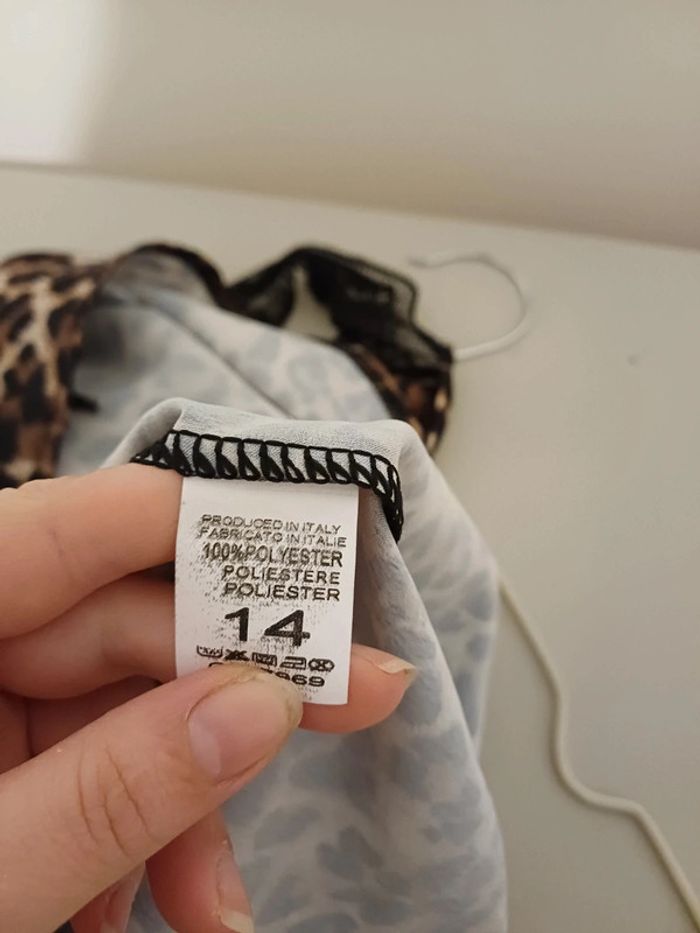 PRODUCED IN ITALY
FABRICATO IN ITALIE
100%POLYESTER
POLIESTERE
POLIESTER
14